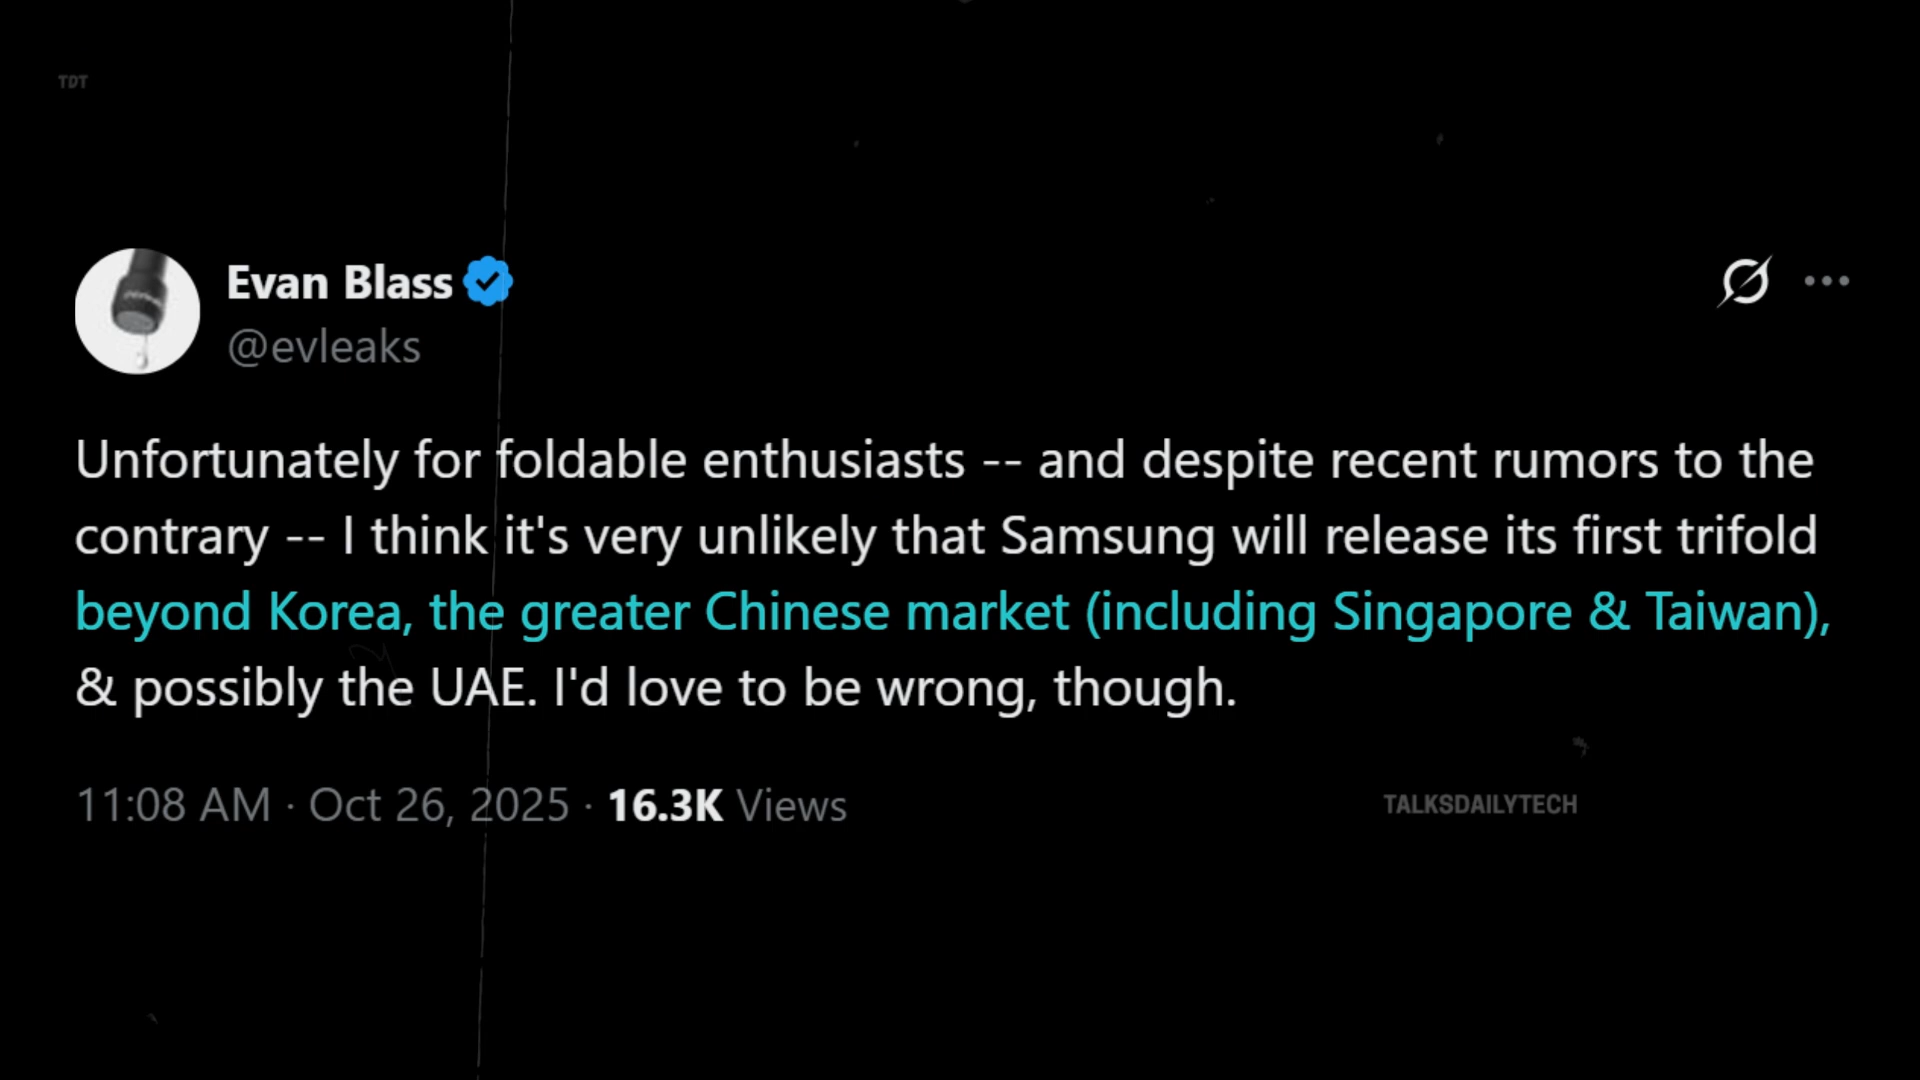 TDT
Evan Blass
@evleaks
Unfortunately for foldable enthusiasts -- and despite recent rumors to the
contrary -- I think it's very unlikely that Samsung will release its first trifold
beyond Korea, the greater Chinese market (including Singapore & Taiwan),
& possibly the UAE. I'd love to be wrong, though.
11:08 AM · Oct 26, 2025 · 16.3K Views
TALKSDAILYTECH